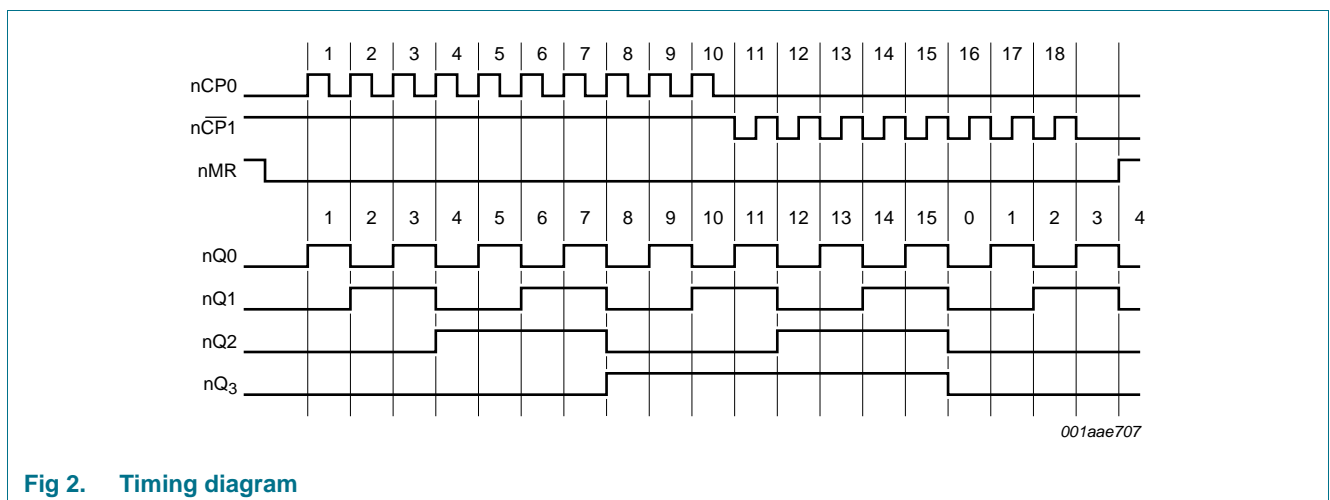 1 2 3 4 5 6 7 8 9 10 11 12 13 14 15 16 17 18
nCP0
nC̅P̅1
nMR
1 2 3 4 5 6 7 8 9 10 11 12 13 14 15 0 1 2 3 4
nQ0
nQ1
nQ2
nQ3
001aae707
Fig 2. Timing diagram